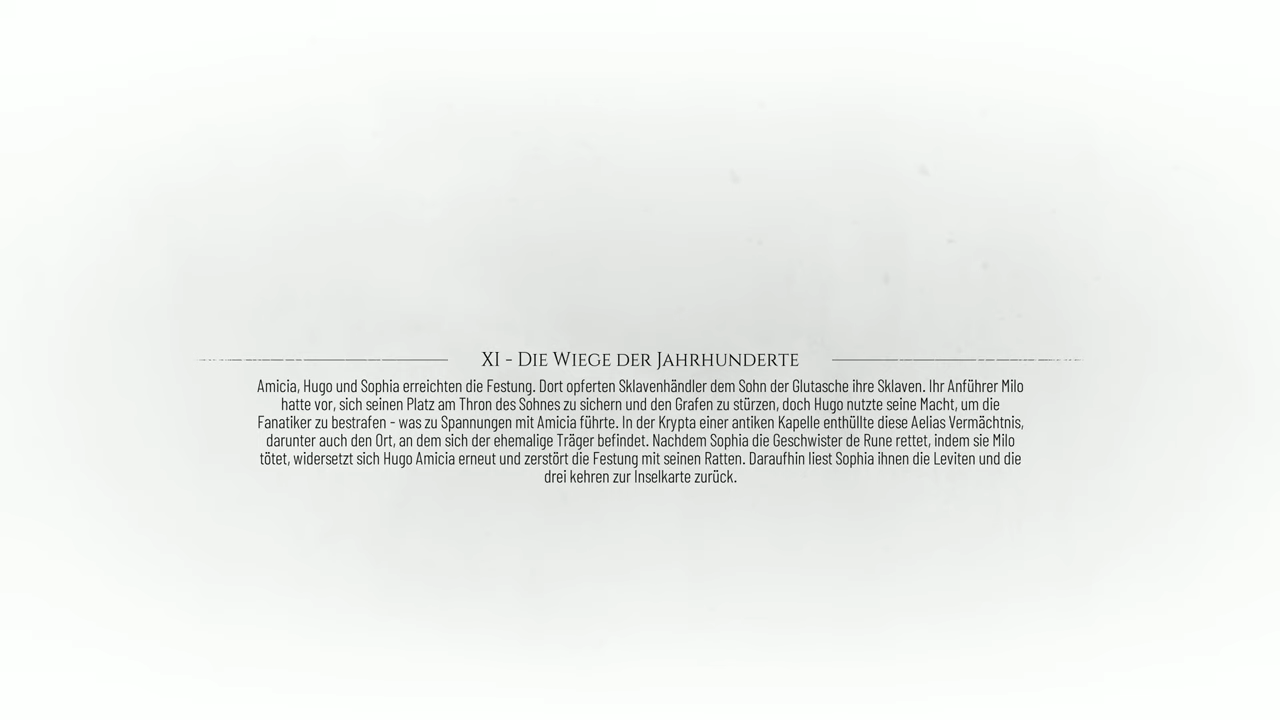 XI - Die Wiege der Jahrhunderte
Amicia, Hugo und Sophia erreichten die Festung. Dort opferten Sklavenhändler dem Sohn der Glutasche ihre Sklaven. Ihr Anführer Milo
hatte vor, sich seinen Platz am Thron des Sohnes zu sichern und den Grafen zu stürzen, doch Hugo nutzte seine Macht, um die
Fanatiker zu bestrafen - was zu Spannungen mit Amicia führte. In der Krypta einer antiken Kapelle enthüllte diese Aelias Vermächtnis,
darunter auch den Ort, an dem sich der ehemalige Träger befindet. Nachdem Sophia die Geschwister de Rune rettet, indem sie Milo
tötet, widersetzt sich Hugo Amicia erneut und zerstört die Festung mit seinen Ratten. Daraufhin liest Sophia ihnen die Leviten und die
drei kehren zur Inselkarte zurück.